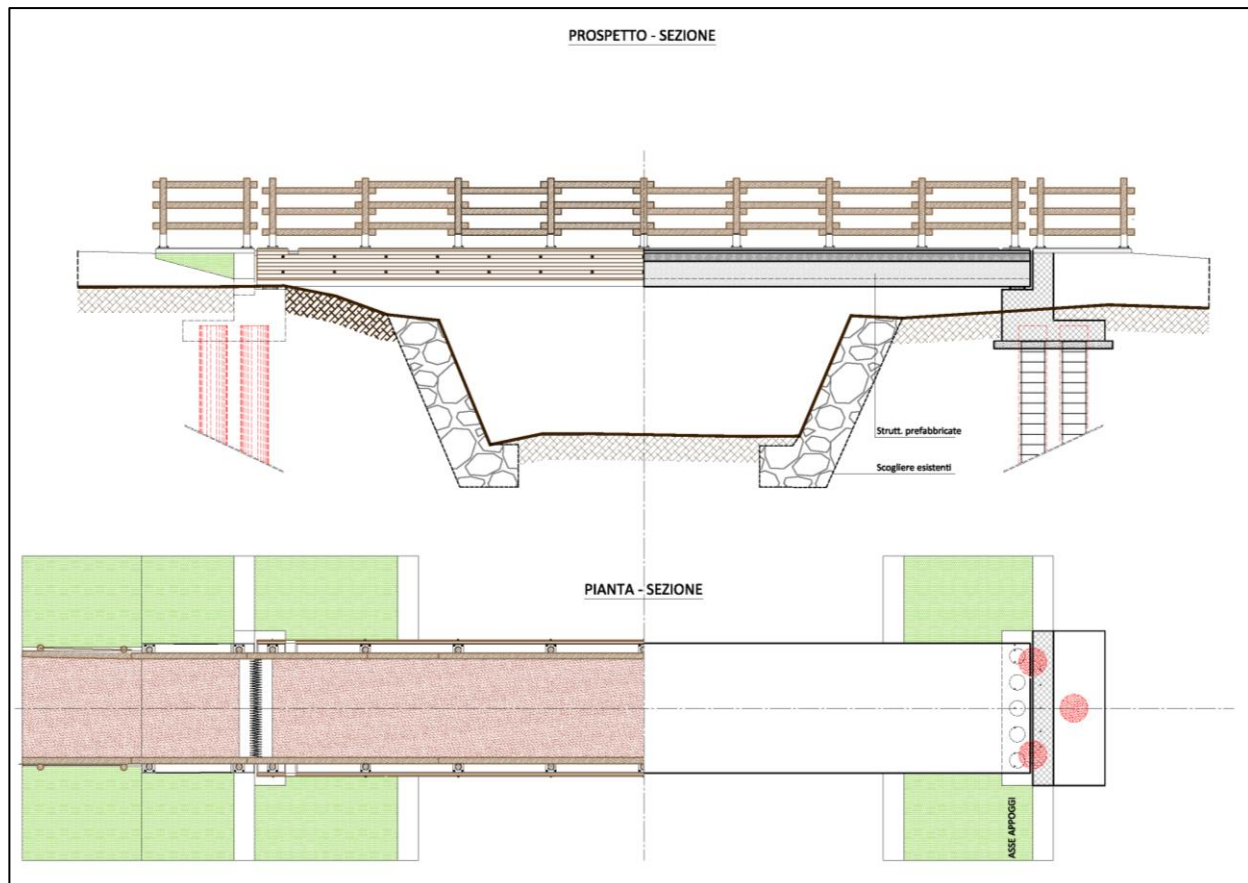 PROSPETTO - SEZIONE
Strutt. prefabbricate
Scogliere esistenti
PIANTA - SEZIONE
ASSE APPOGGI